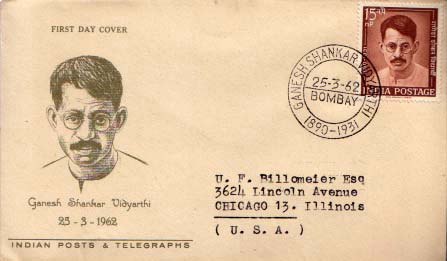 FIRST DAY COVER
Ganesh Shankar Vidyarthi
25-3-1962
INDIAN POSTS & TELEGRAPHS
GANESH SHANKAR VIDYARTHI
25-3-62
BOMBAY
1890-1931
15
nP
INDIA POSTAGE
U. F. Billomeier Esq
3624 Lincoln Avenue
CHICAGO 13. Illinois
( U. S. A. )